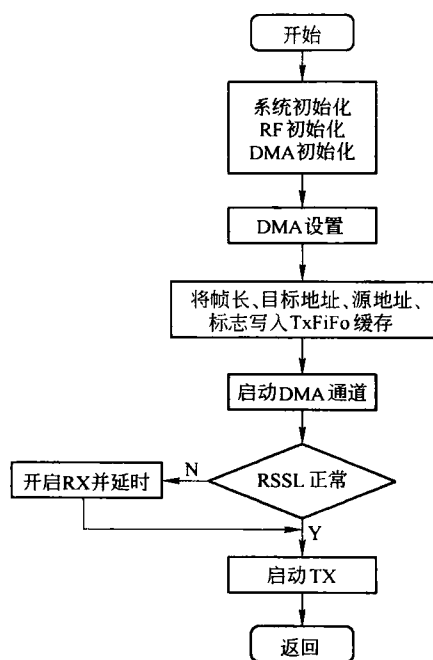 开始
系统初始化
RF初始化
DMA初始化
DMA设置
将帧长、目标地址、源地址、
标志写入TxFiFo缓存
启动DMA通道
RSSL正常
N
开启RX并延时
Y
启动TX
返回